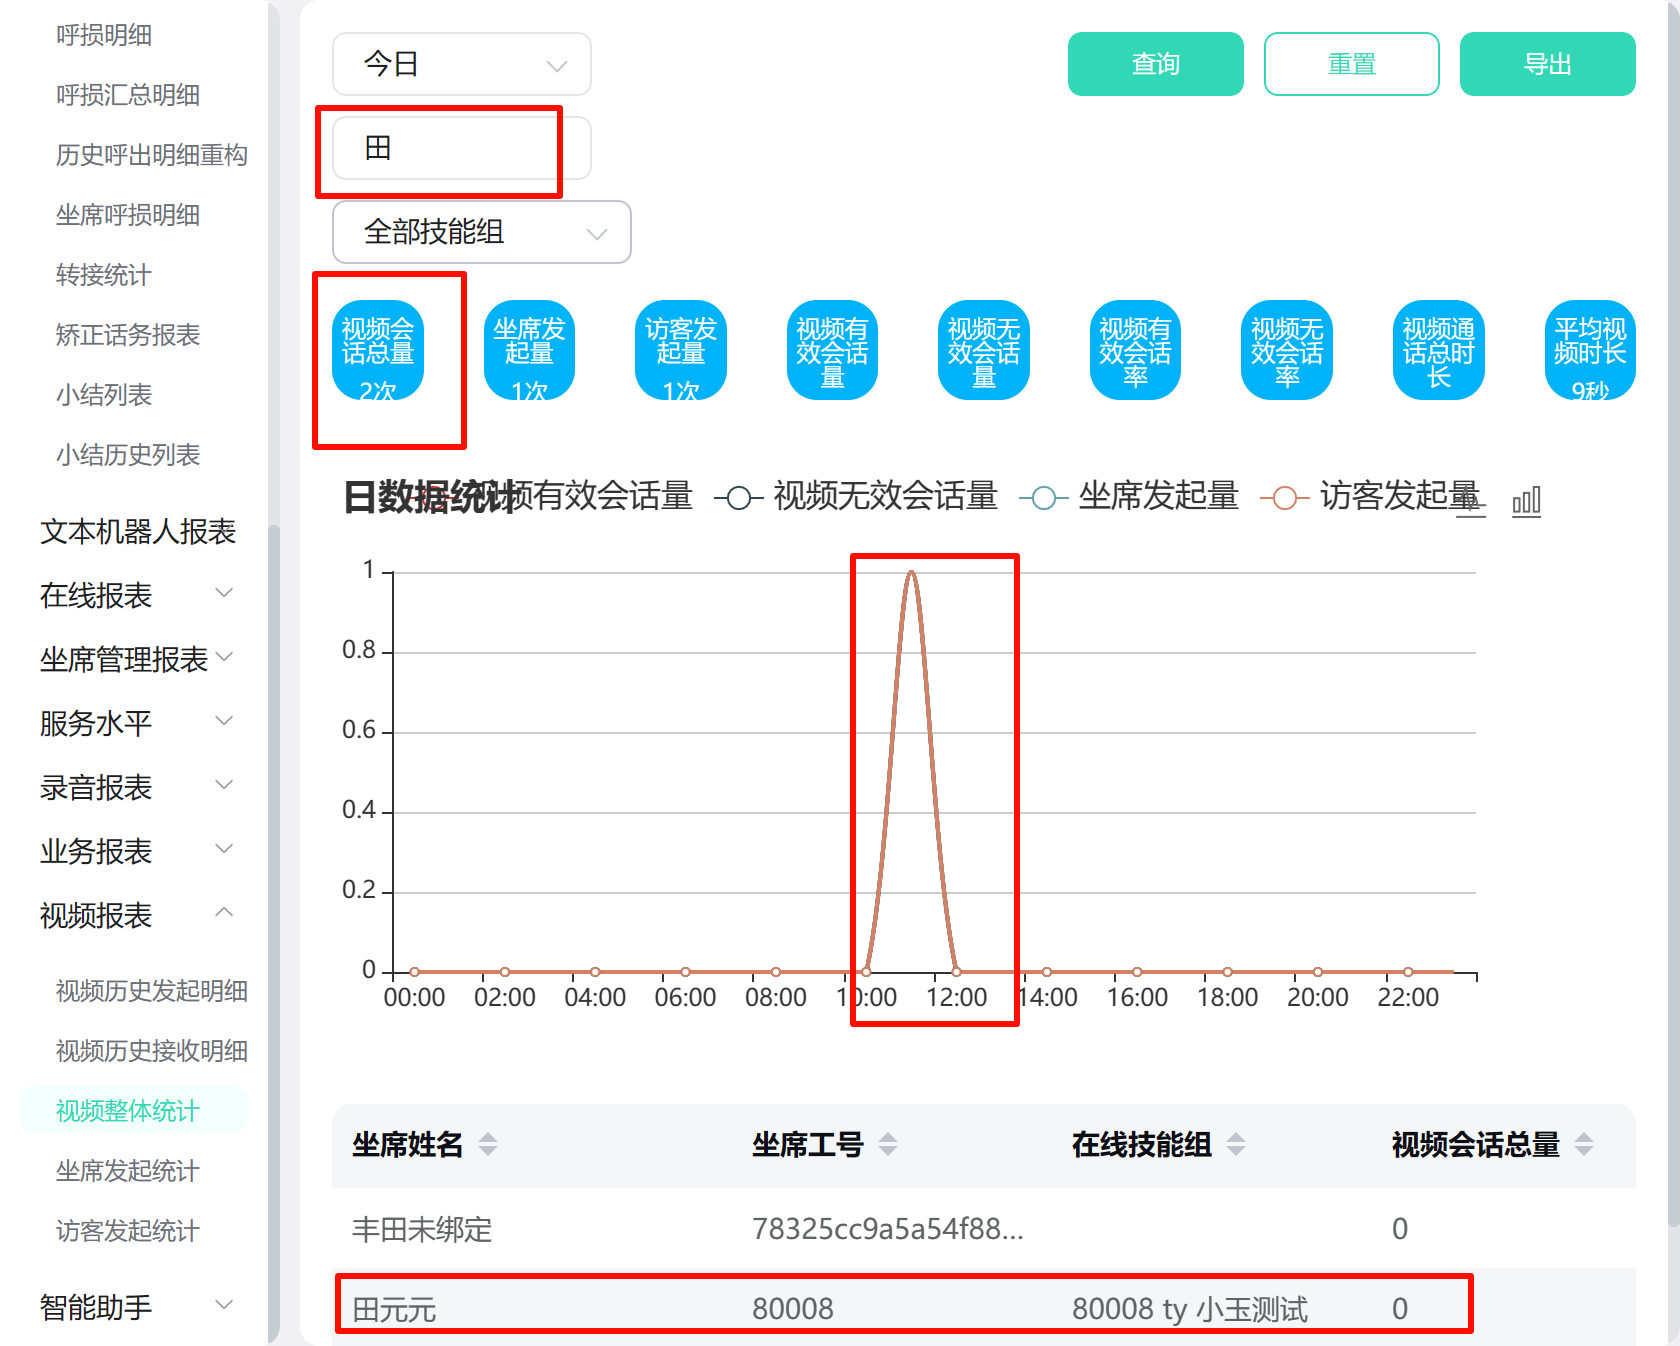 呼损明细
呼损汇总明细
历史呼出明细重构
坐席呼损明细
转接统计
矫正话务报表
小结列表
小结历史列表
文本机器人报表
在线报表
坐席管理报表
服务水平
录音报表
业务报表
视频报表
视频历史发起明细
视频历史接收明细
视频整体统计
坐席发起统计
访客发起统计
智能助手
今日
查询
重置
导出
田
全部技能组
视频会
话总量
2次
坐席发
起量
1次
访客发
起量
1次
视频有
效会话
量
视频无
效会话
量
视频有
效会话
率
视频无
效会话
率
视频通
话总时
长
平均视
频时长
9秒
日数据统计
视频有效会话量 视频无效会话量 坐席发起量 访客发起量
1
0.8
0.6
0.4
0.2
0
00:00 02:00 04:00 06:00 08:00 10:00 12:00 14:00 16:00 18:00 20:00 22:00
坐席姓名 坐席工号 在线技能组 视频会话总量
丰田未绑定 78325cc9a5a54f88... 0
田元元 80008 80008 ty 小玉测试 0